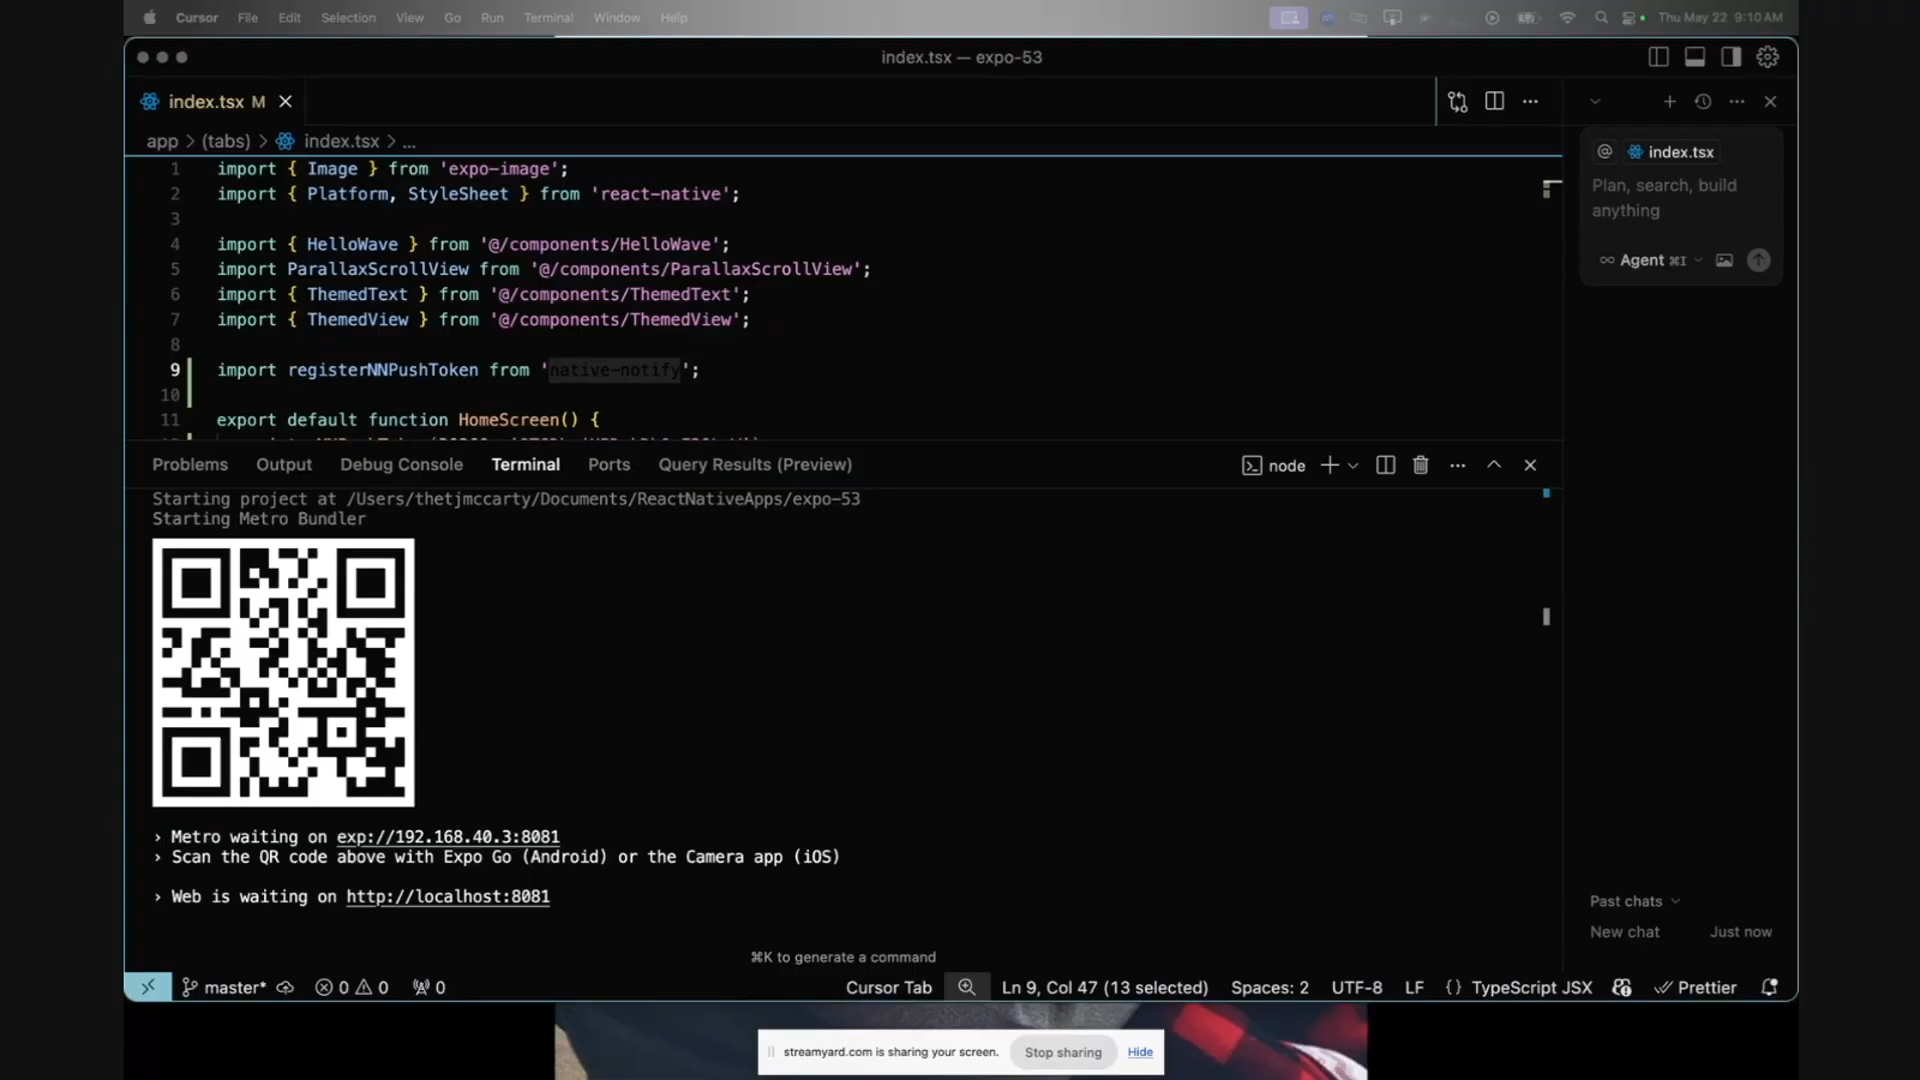 Cursor File Edit Selection View Go Run Terminal Window Help Thu May 22 9:10 AM
index.tsx — expo-53
index.tsx M
app > (tabs) > index.tsx > ...
1 import { Image } from 'expo-image';
2 import { Platform, StyleSheet } from 'react-native';
3
4 import { HelloWave } from '@/components/HelloWave';
5 import ParallaxScrollView from '@/components/ParallaxScrollView';
6 import { ThemedText } from '@/components/ThemedText';
7 import { ThemedView } from '@/components/ThemedView';
8
9 import registerNNPushToken from 'native-notify';
10
11 export default function HomeScreen() {
@ index.tsx
Plan, search, build
anything
∞ Agent ⌘I
Problems Output Debug Console Terminal Ports Query Results (Preview) node
Starting project at /Users/thetjmccarty/Documents/ReactNativeApps/expo-53
Starting Metro Bundler
› Metro waiting on exp://192.168.40.3:8081
› Scan the QR code above with Expo Go (Android) or the Camera app (iOS)
› Web is waiting on http://localhost:8081
Past chats
New chat Just now
⌘K to generate a command
master* 0 0 0 Cursor Tab Ln 9, Col 47 (13 selected) Spaces: 2 UTF-8 LF {} TypeScript JSX Prettier
streamyard.com is sharing your screen. Stop sharing Hide